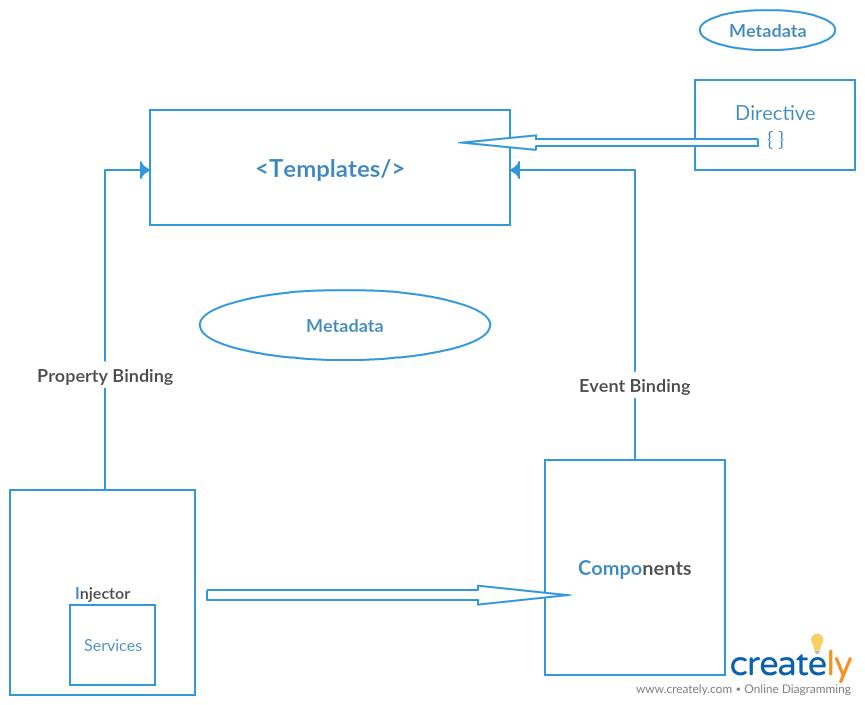 Metadata
Directive
{ }
<Templates/>
Metadata
Property Binding
Event Binding
Components
Injector
Services
creately
www.creately.com • Online Diagramming